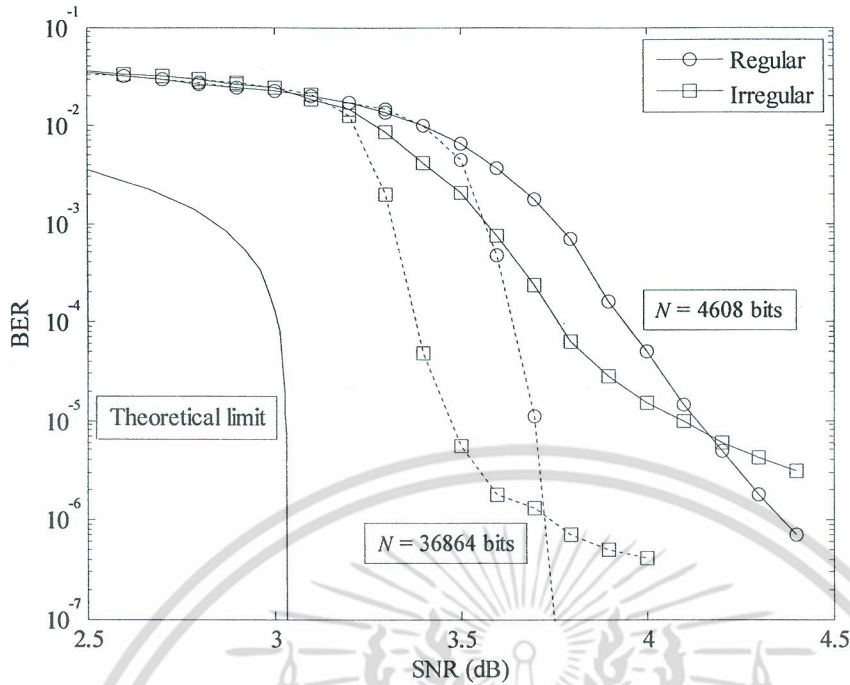 10⁻¹
10⁻²
10⁻³
10⁻⁴
10⁻⁵
10⁻⁶
10⁻⁷
BER
Regular
Irregular
N = 4608 bits
Theoretical limit
N = 36864 bits
2.5 3 3.5 4 4.5
SNR (dB)